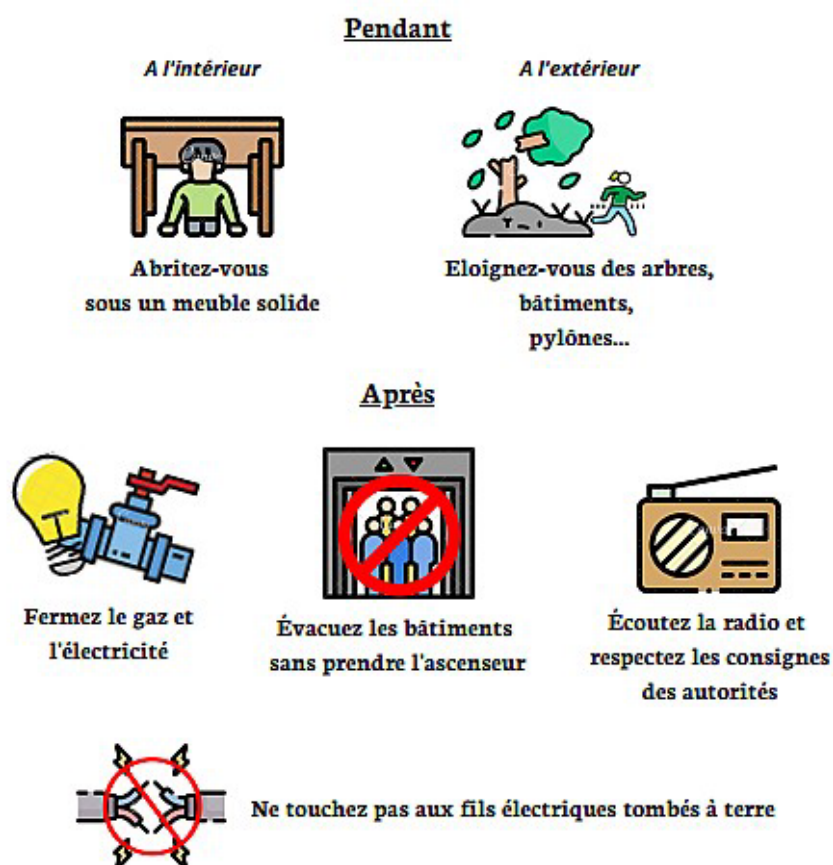 Pendant
A l'intérieur
A l'extérieur
Abritez-vous
sous un meuble solide
Eloignez-vous des arbres,
bâtiments,
pylônes...
Après
Fermez le gaz et
l'électricité
Évacuez les bâtiments
sans prendre l'ascenseur
Écoutez la radio et
respectez les consignes
des autorités
Ne touchez pas aux fils électriques tombés à terre